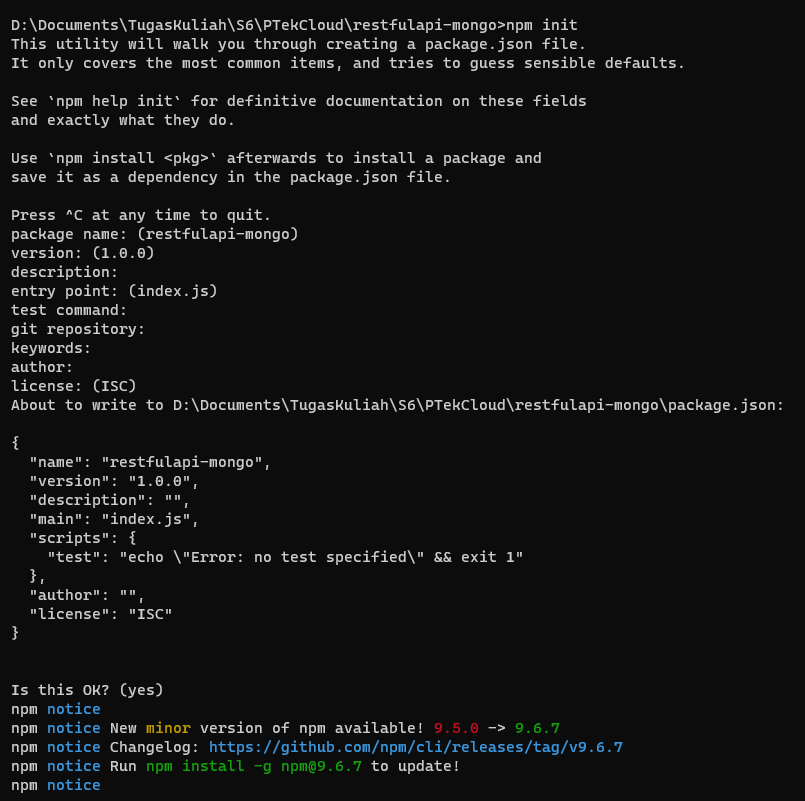 D:\Documents\TugasKuliah\S6\PTekCloud\restfulapi-mongo>npm init
This utility will walk you through creating a package.json file.
It only covers the most common items, and tries to guess sensible defaults.

See `npm help init` for definitive documentation on these fields
and exactly what they do.

Use `npm install <pkg>` afterwards to install a package and
save it as a dependency in the package.json file.

Press ^C at any time to quit.
package name: (restfulapi-mongo)
version: (1.0.0)
description:
entry point: (index.js)
test command:
git repository:
keywords:
author:
license: (ISC)
About to write to D:\Documents\TugasKuliah\S6\PTekCloud\restfulapi-mongo\package.json:

{
  "name": "restfulapi-mongo",
  "version": "1.0.0",
  "description": "",
  "main": "index.js",
  "scripts": {
    "test": "echo \"Error: no test specified\" && exit 1"
  },
  "author": "",
  "license": "ISC"
}

Is this OK? (yes)
npm notice
npm notice New minor version of npm available! 9.5.0 -> 9.6.7
npm notice Changelog: https://github.com/npm/cli/releases/tag/v9.6.7
npm notice Run npm install -g npm@9.6.7 to update!
npm notice